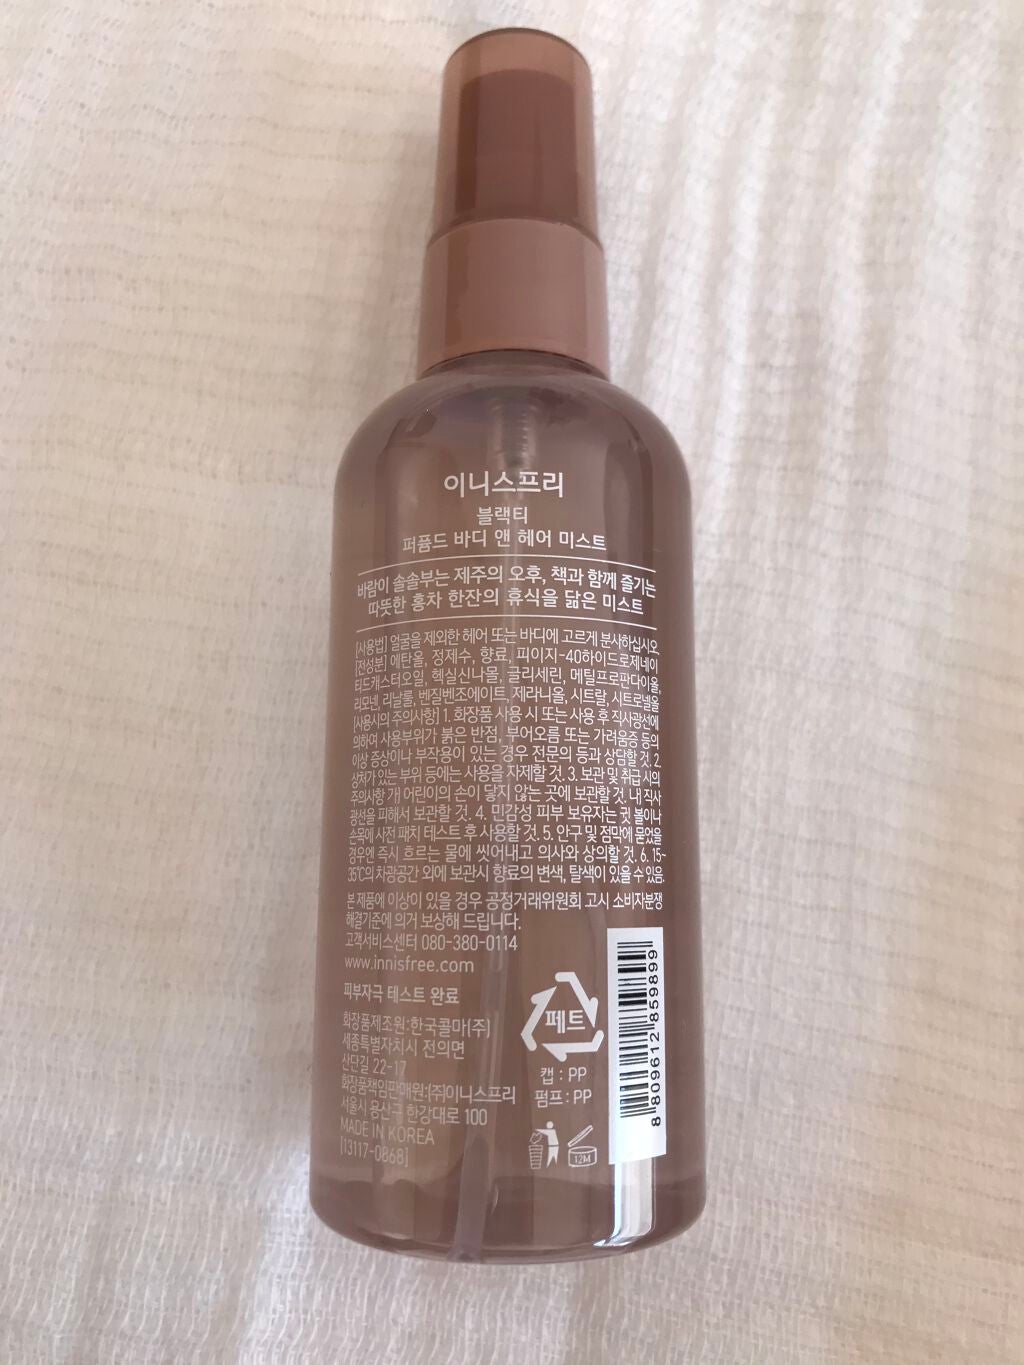 이니스프리
블랙티
퍼퓸드 바디 앤 헤어 미스트
바람이 솔솔부는 제주의 오후, 책과 함께 즐기는
따뜻한 홍차 한잔의 휴식을 닮은 미스트
[사용법] 얼굴을 제외한 헤어 또는 바디에 고르게 분사하십시오.
[전성분] 에탄올, 정제수, 향료, 피이지-40하이드로제네이
티드캐스터오일, 헥실신나몰, 글리세린, 메틸프로판다이올,
리모넨, 리날룰, 벤질벤조에이트, 제라니올, 시트랄, 시트로넬올
[사용시의 주의사항] 1. 화장품 사용 시 또는 사용 후 직사광선에
의하여 사용부위가 붉은 반점, 부어오름 또는 가려움증 등의
이상 증상이나 부작용이 있는 경우 전문의 등과 상담할 것. 2.
상처가 있는 부위 등에는 사용을 자제할 것. 3. 보관 및 취급 시의
주의사항 가) 어린이의 손이 닿지 않는 곳에 보관할 것. 나) 직사
광선을 피해서 보관할 것. 4. 민감성 피부 보유자는 귓 볼이나
손목에 사전 패치 테스트 후 사용할 것. 5. 안구 및 점막에 묻었을
경우엔 즉시 흐르는 물에 씻어내고 의사와 상의할 것. 6. 15-
35℃의 차광공간 외에 보관시 향료의 변색, 탈색이 있을 수 있음.
본 제품에 이상이 있을 경우 공정거래위원회 고시 소비자분쟁
해결기준에 의거 보상해 드립니다.
고객서비스센터 080-380-0114
www.innisfree.com
피부자극 테스트 완료
화장품제조원:한국콜마(주)
세종특별자치시 전의면
산단길 22-17
화장품책임판매원:(주)이니스프리
서울시 용산구 한강대로 100
MADE IN KOREA
[13117-0868]
페트
캡 : PP
펌프 : PP
12M
8 809612 859899